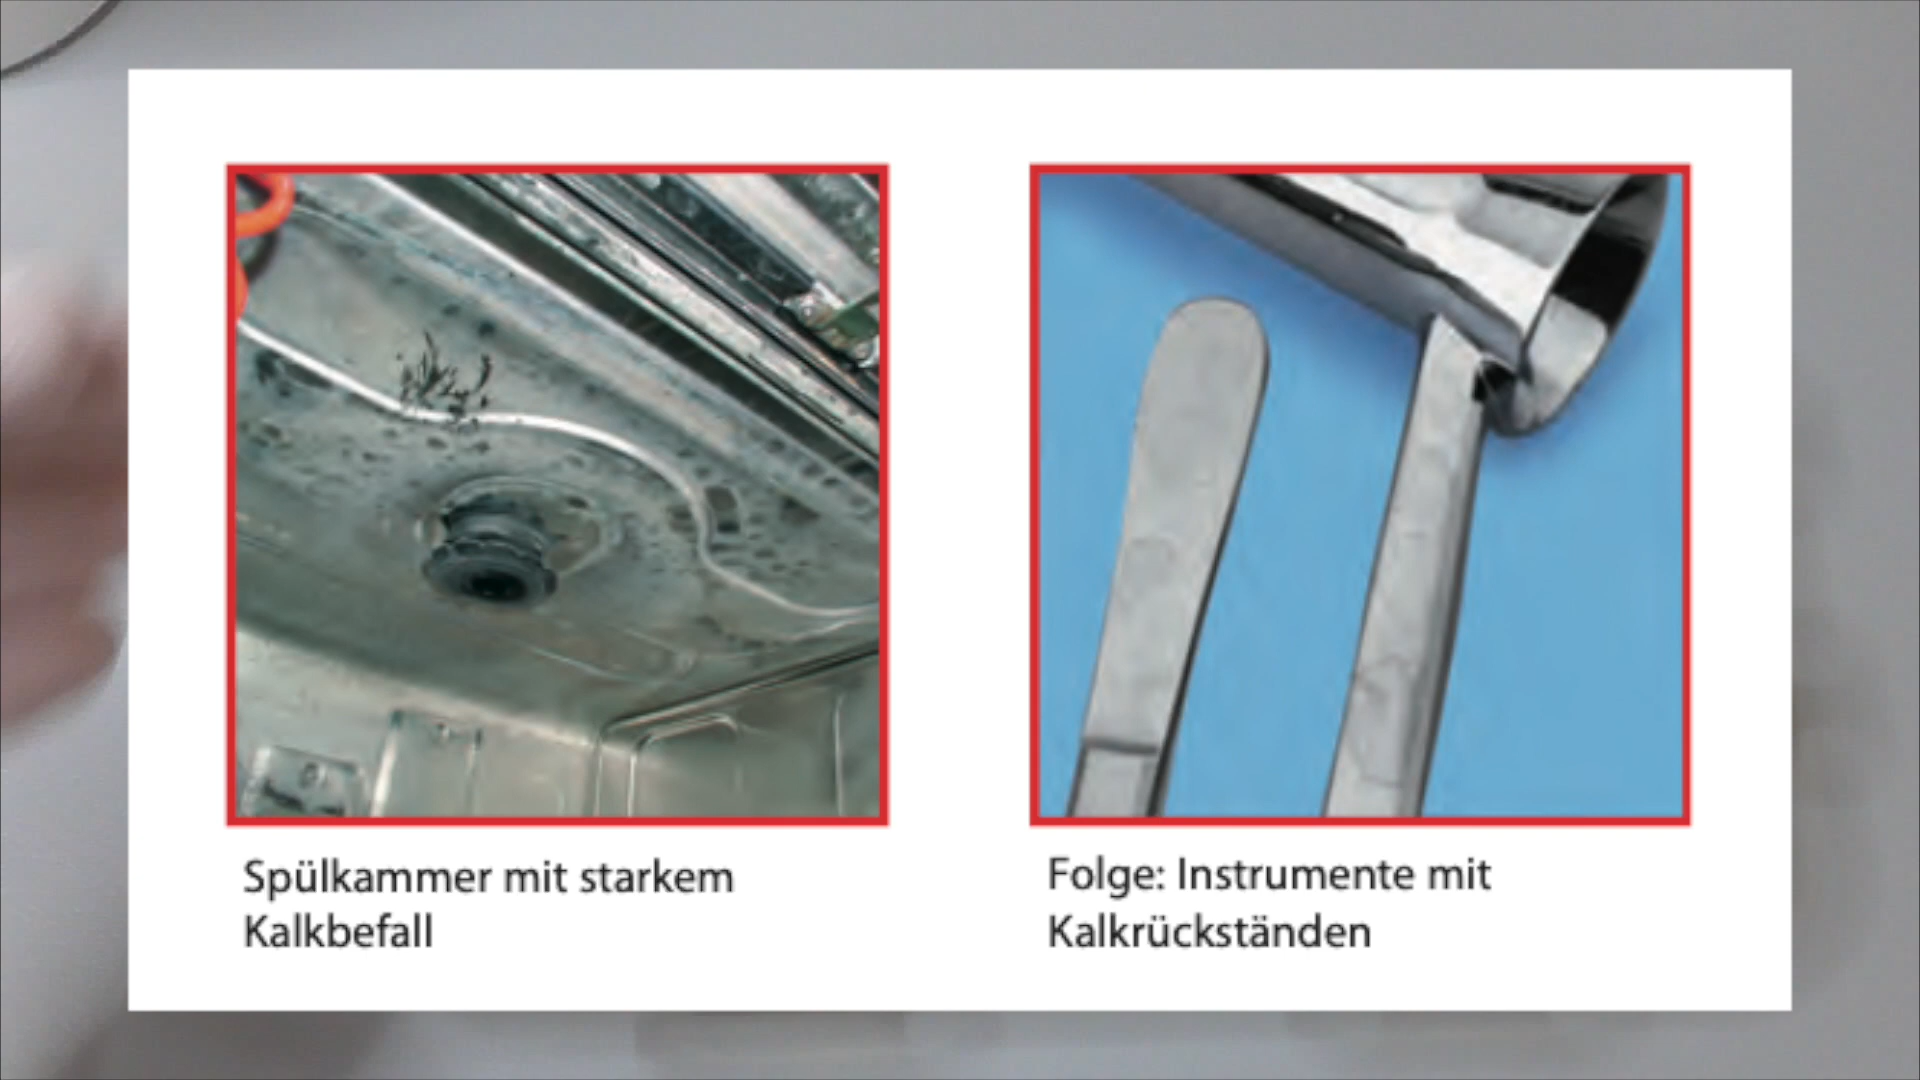 Spülkammer mit starkem
Kalkbefall
Folge: Instrumente mit
Kalkrückständen